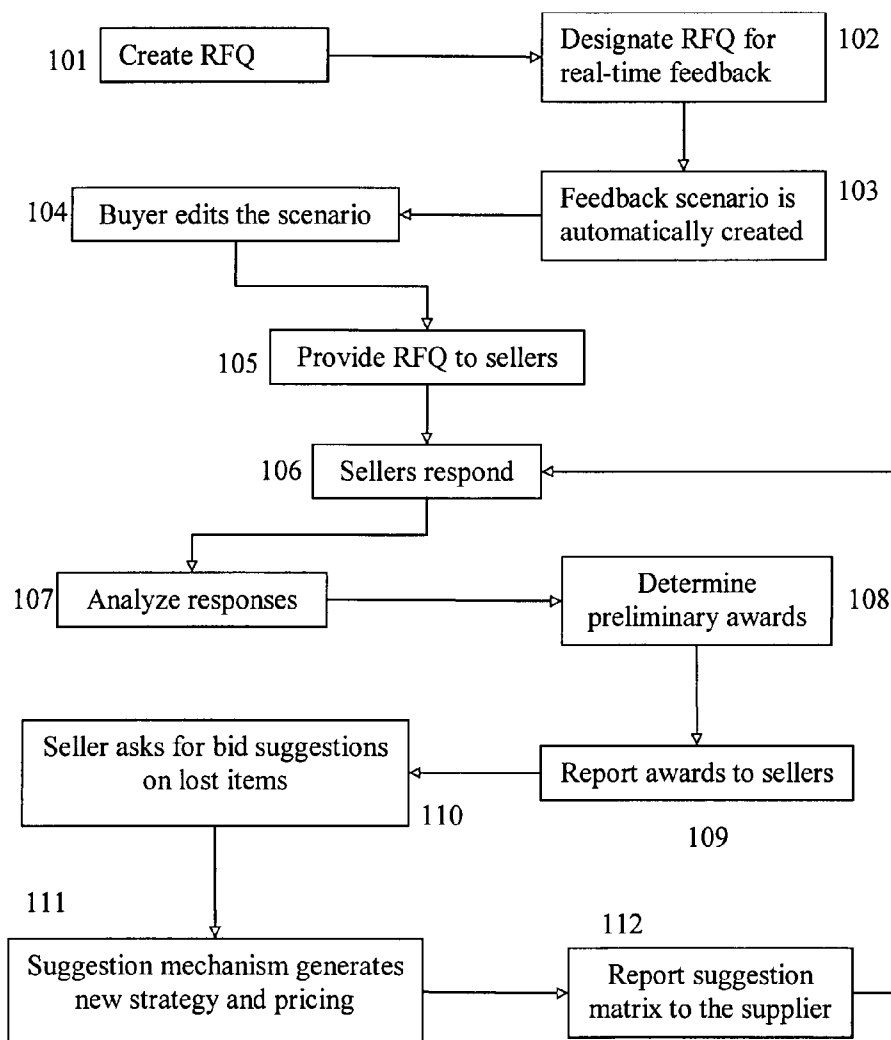 101
Create RFQ
Designate RFQ for
real-time feedback
102
104
Buyer edits the scenario
Feedback scenario is
automatically created
103
105
Provide RFQ to sellers
106
Sellers respond
107
Analyze responses
Determine
preliminary awards
108
Seller asks for bid suggestions
on lost items
110
Report awards to sellers
109
111
Suggestion mechanism generates
new strategy and pricing
112
Report suggestion
matrix to the supplier